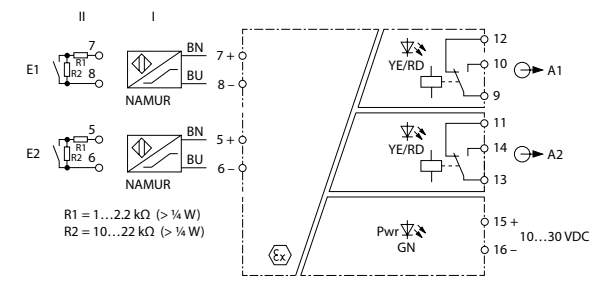 II I
E1
7
R1
R2
8
NAMUR
BN
BU
7 +
8 –
YE/RD
12
10
9
A1
E2
5
R1
R2
6
NAMUR
BN
BU
5 +
6 –
YE/RD
11
14
13
A2
R1 = 1…2.2 kΩ (> ¼ W)
R2 = 10…22 kΩ (> ¼ W)
Ex
Pwr
GN
15 +
16 –
10…30 VDC